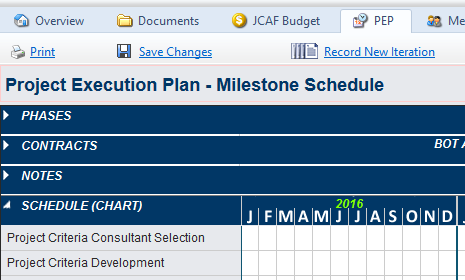 Overview Documents JCAF Budget PEP Me
Print Save Changes Record New Iteration
Project Execution Plan - Milestone Schedule
PHASES
CONTRACTS BOT A
NOTES
SCHEDULE (CHART) 2016
J F M A M J J A S O N D J
Project Criteria Consultant Selection
Project Criteria Development